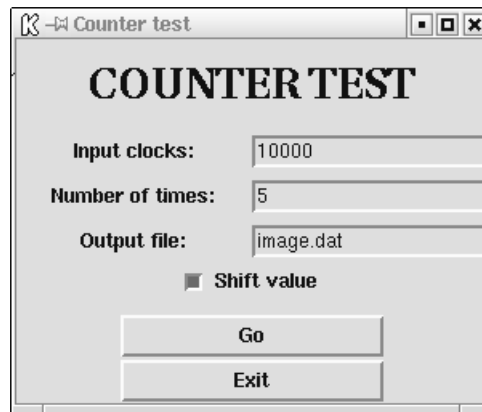 Counter test
COUNTER TEST
Input clocks: 10000
Number of times: 5
Output file: image.dat
Shift value
Go
Exit